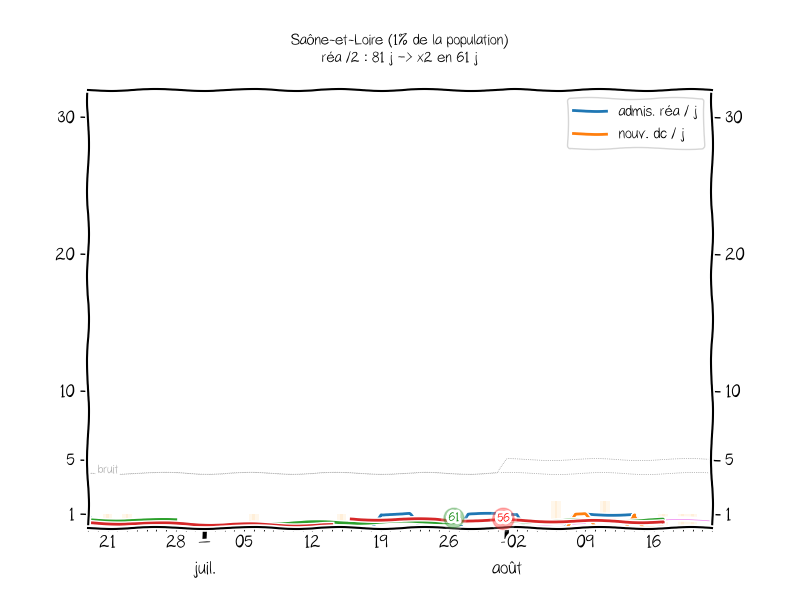 Saône-et-Loire (1% de la population)
réa /2 : 81 j -> x2 en 61 j
admis. réa / j
nouv. dc / j
30
30
20
20
10
10
5
5
bruit
1
1
61
56
21 28 05 12 19 26 02 09 16
juil. août